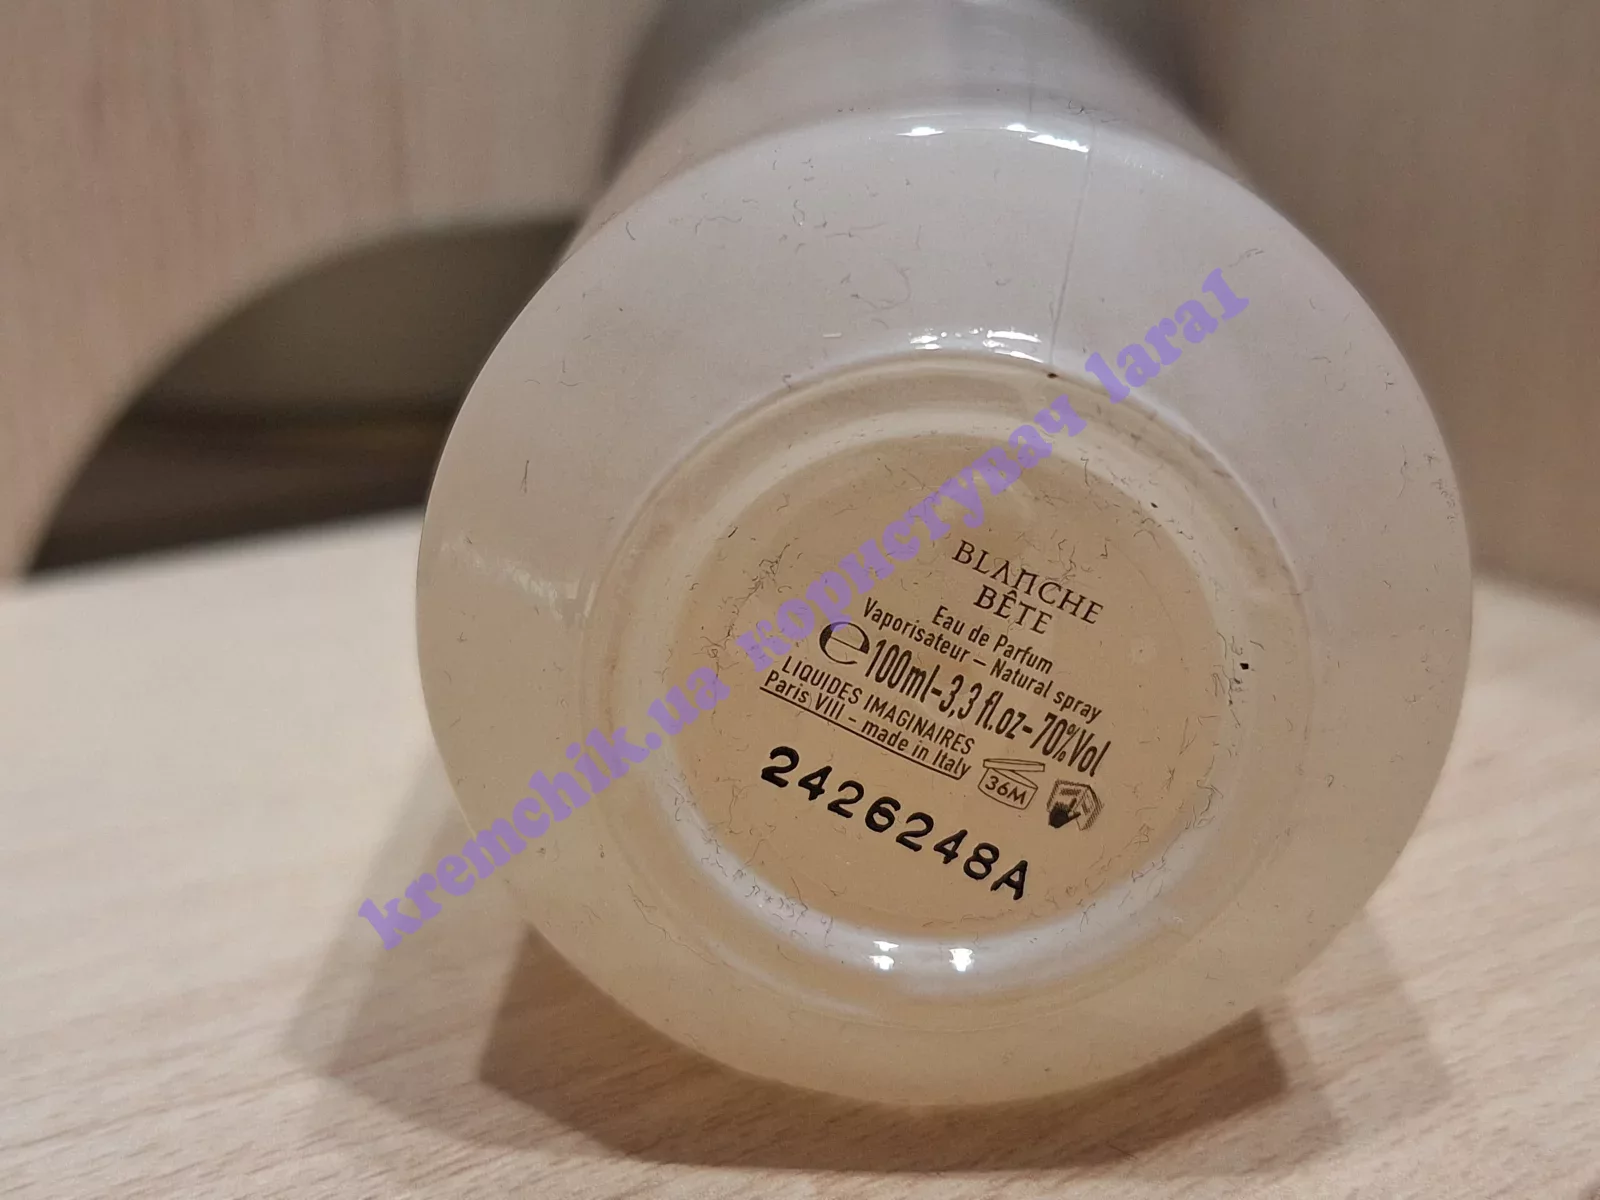 BLANCHE
BÊTE
Eau de Parfum
Vaporisateur – Natural spray
℮ 100ml-3,3 fl.oz-70%Vol
LIQUIDES IMAGINAIRES
Paris VIII – made in Italy
36M
2426248A
kremchik.ua користувач lara1